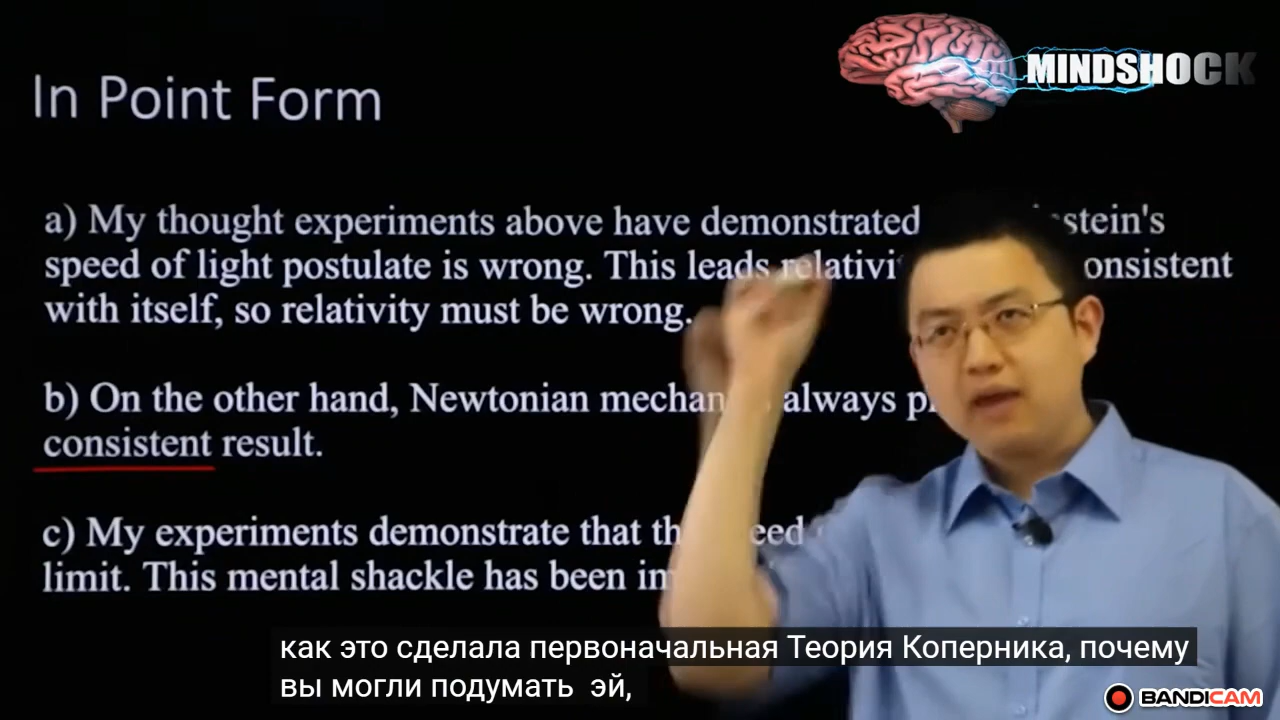 MINDSHOCK
In Point Form
a) My thought experiments above have demonstrated stein's
speed of light postulate is wrong. This leads relativi onsistent
with itself, so relativity must be wrong.
b) On the other hand, Newtonian mechan always p
consistent result.
c) My experiments demonstrate that th eed
limit. This mental shackle has been im
как это сделала первоначальная Теория Коперника, почему
вы могли подумать эй,
BANDICAM